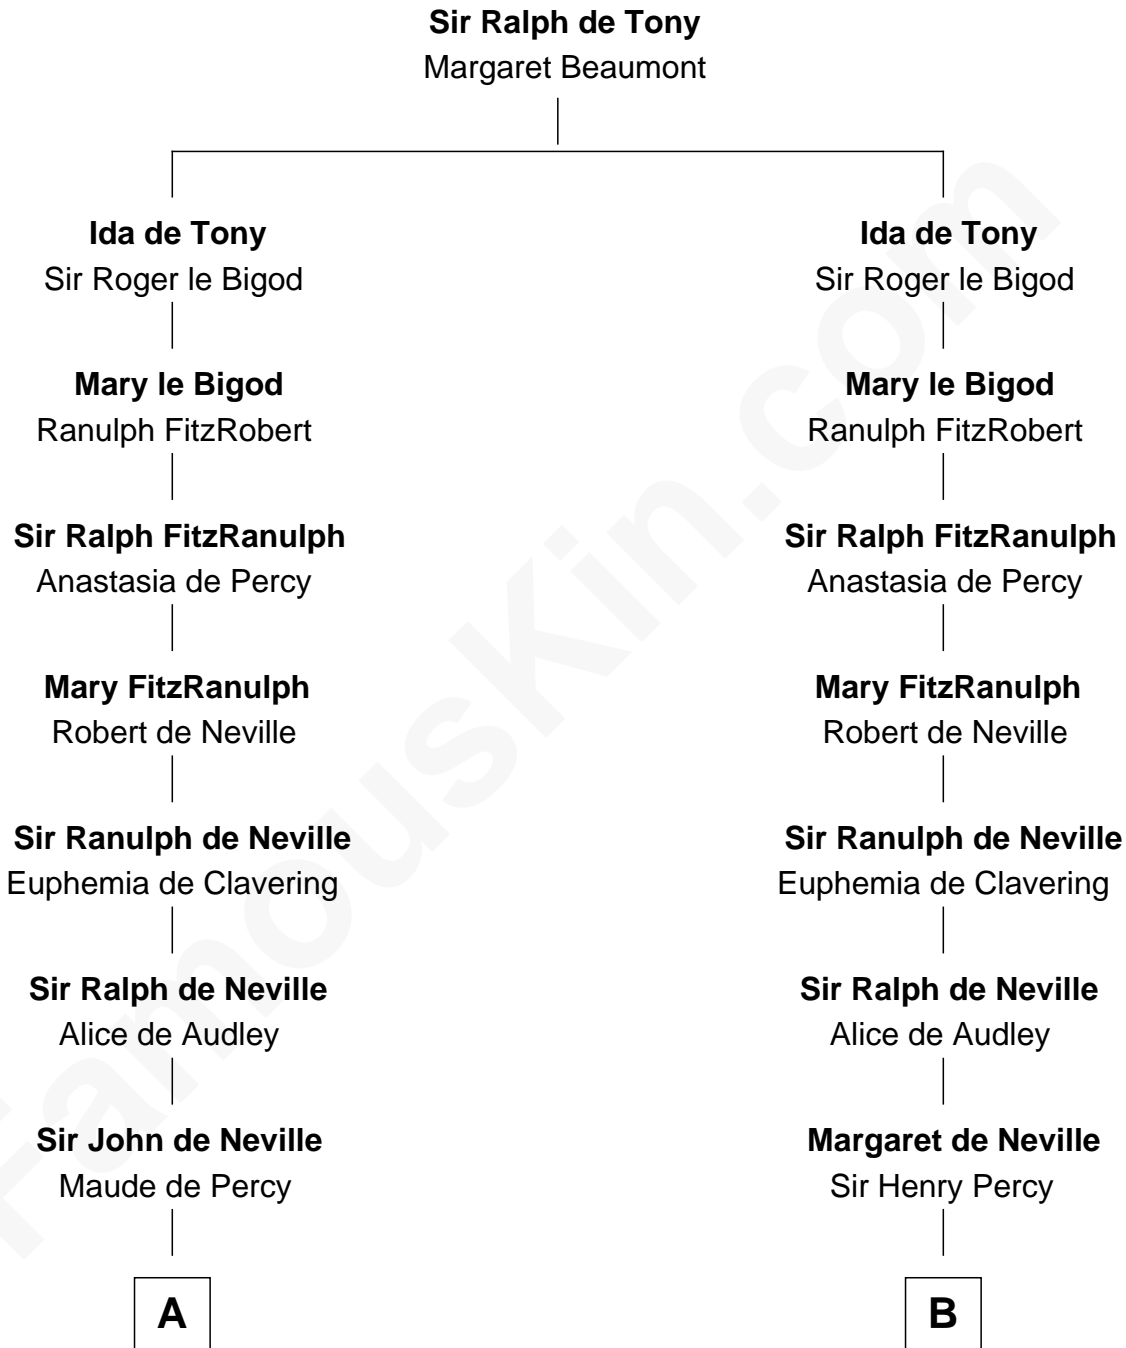 Sir Ralph de Tony
Margaret Beaumont
Ida de Tony
Sir Roger le Bigod
Mary le Bigod
Ranulph FitzRobert
Sir Ralph FitzRanulph
Anastasia de Percy
Mary FitzRanulph
Robert de Neville
Sir Ranulph de Neville
Euphemia de Clavering
Sir Ralph de Neville
Alice de Audley
Sir John de Neville
Maude de Percy
A
Ida de Tony
Sir Roger le Bigod
Mary le Bigod
Ranulph FitzRobert
Sir Ralph FitzRanulph
Anastasia de Percy
Mary FitzRanulph
Robert de Neville
Sir Ranulph de Neville
Euphemia de Clavering
Sir Ralph de Neville
Alice de Audley
Margaret de Neville
Sir Henry Percy
B
FamousKin.com